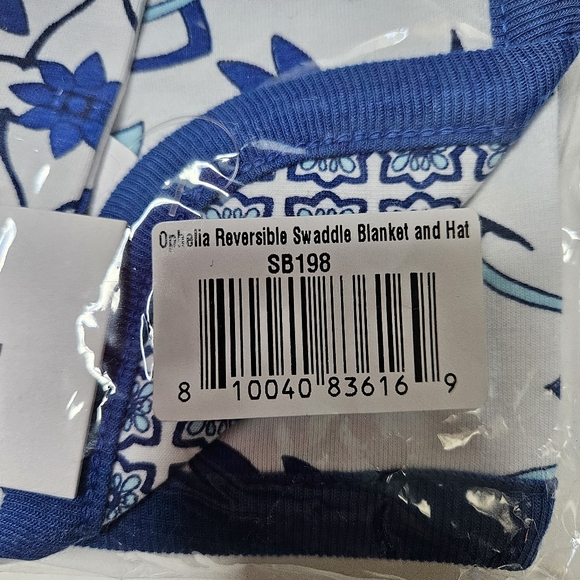 Ophelia Reversible Swaddle Blanket and Hat
SB198
8 10040 83616 9